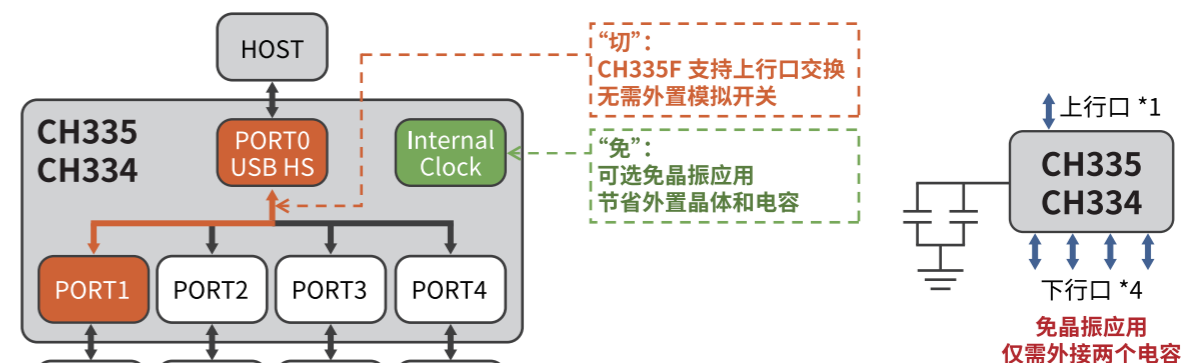 HOST
CH335
CH334
PORT0
USB HS
Internal
Clock
PORT1
PORT2
PORT3
PORT4
“切”：
CH335F 支持上行口交换
无需外置模拟开关
“免”：
可选免晶振应用
节省外置晶体和电容
上行口 *1
CH335
CH334
下行口 *4
免晶振应用
仅需外接两个电容